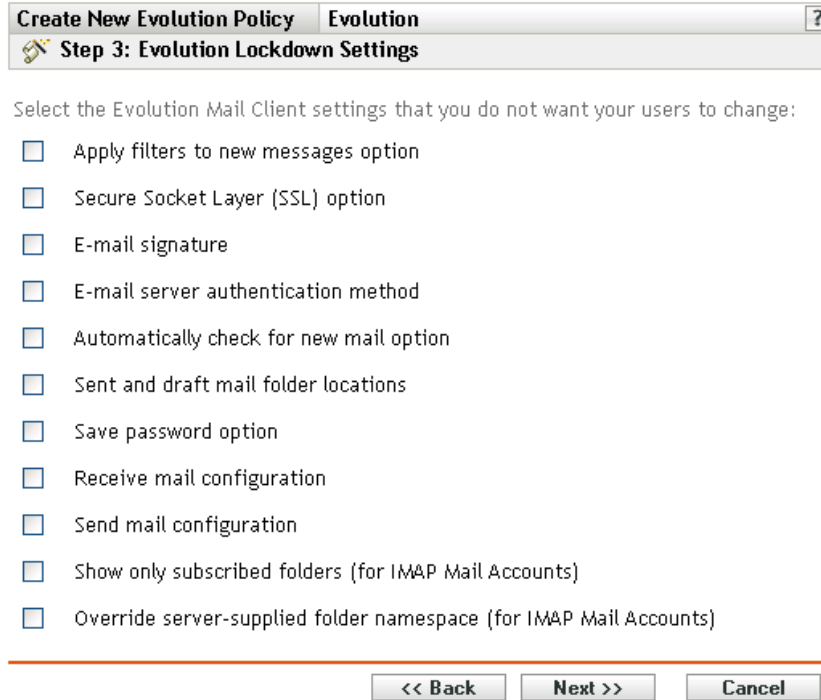 Create New Evolution Policy Evolution ?
Step 3: Evolution Lockdown Settings
Select the Evolution Mail Client settings that you do not want your users to change:
Apply filters to new messages option
Secure Socket Layer (SSL) option
E-mail signature
E-mail server authentication method
Automatically check for new mail option
Sent and draft mail folder locations
Save password option
Receive mail configuration
Send mail configuration
Show only subscribed folders (for IMAP Mail Accounts)
Override server-supplied folder namespace (for IMAP Mail Accounts)
<< Back Next >> Cancel